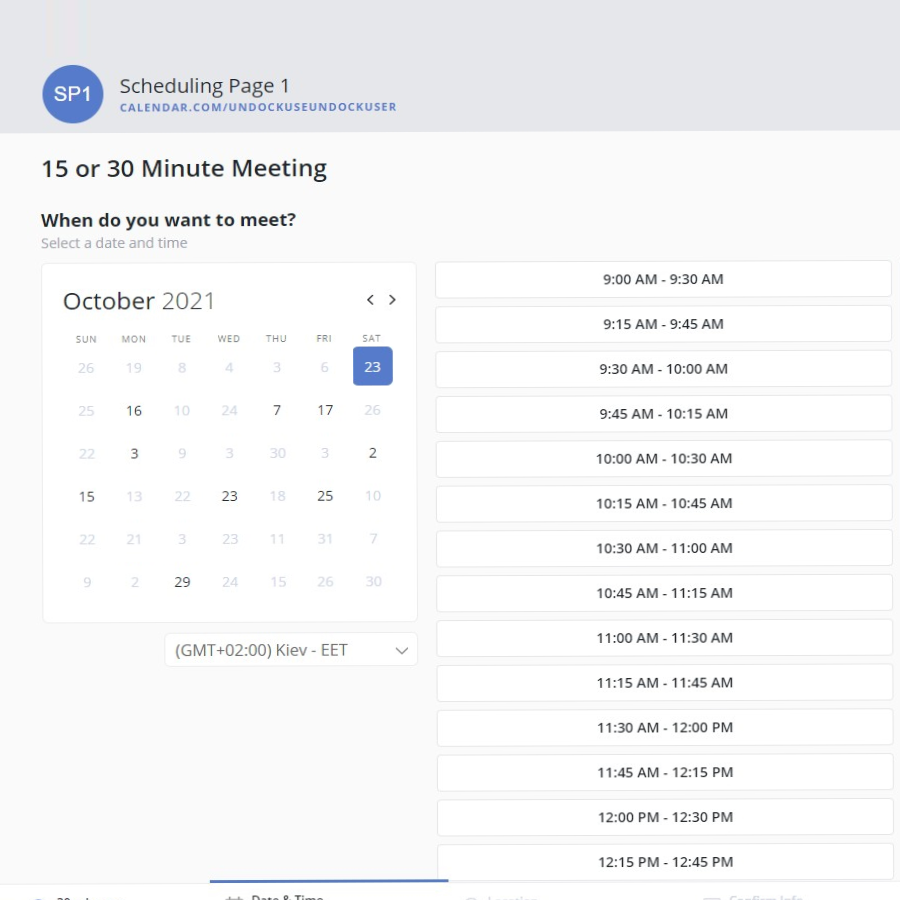 SP1
Scheduling Page 1
CALENDAR.COM/UNDOCKUSEUNDOCKUSER
15 or 30 Minute Meeting
When do you want to meet?
Select a date and time
October 2021
SUN MON TUE WED THU FRI SAT
26 19 8 4 3 6 23
25 16 10 24 7 17 26
22 3 9 3 30 3 2
15 13 22 23 18 25 10
22 21 3 23 11 31 7
9 2 29 24 15 26 30
(GMT+02:00) Kiev - EET
9:00 AM - 9:30 AM
9:15 AM - 9:45 AM
9:30 AM - 10:00 AM
9:45 AM - 10:15 AM
10:00 AM - 10:30 AM
10:15 AM - 10:45 AM
10:30 AM - 11:00 AM
10:45 AM - 11:15 AM
11:00 AM - 11:30 AM
11:15 AM - 11:45 AM
11:30 AM - 12:00 PM
11:45 AM - 12:15 PM
12:00 PM - 12:30 PM
12:15 PM - 12:45 PM
Date & Time